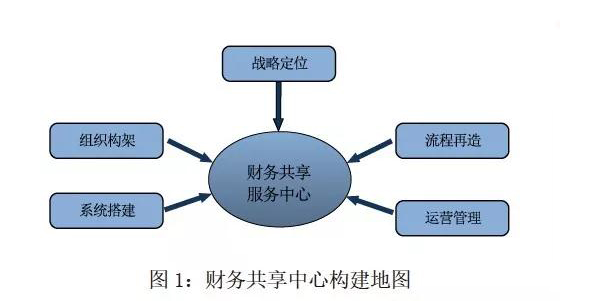 战略定位
组织构架
流程再造
财务共享
服务中心
系统搭建
运营管理
图1：财务共享中心构建地图